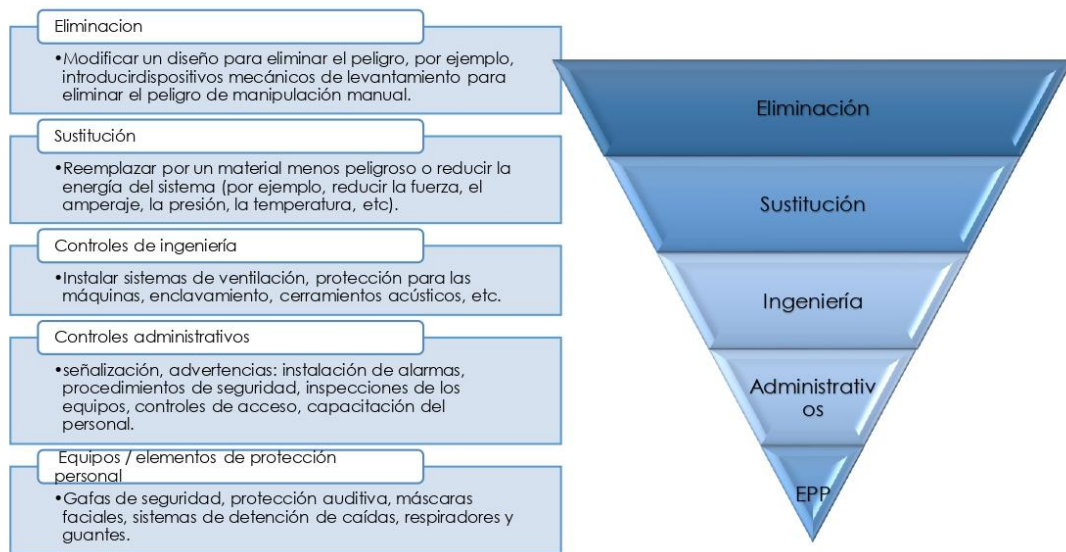 Eliminacion
•Modificar un diseño para eliminar el peligro, por ejemplo,
introducirdispositivos mecánicos de levantamiento para
eliminar el peligro de manipulación manual.
Sustitución
•Reemplazar por un material menos peligroso o reducir la
energía del sistema (por ejemplo, reducir la fuerza, el
amperaje, la presión, la temperatura, etc).
Controles de ingeniería
•Instalar sistemas de ventilación, protección para las
máquinas, enclavamiento, cerramientos acústicos, etc.
Controles administrativos
•señalización, advertencias: instalación de alarmas,
procedimientos de seguridad, inspecciones de los
equipos, controles de acceso, capacitación del
personal.
Equipos / elementos de protección
personal
•Gafas de seguridad, protección auditiva, máscaras
faciales, sistemas de detención de caídas, respiradores y
guantes.
Eliminación
Sustitución
Ingeniería
Administrativ
os
EPP